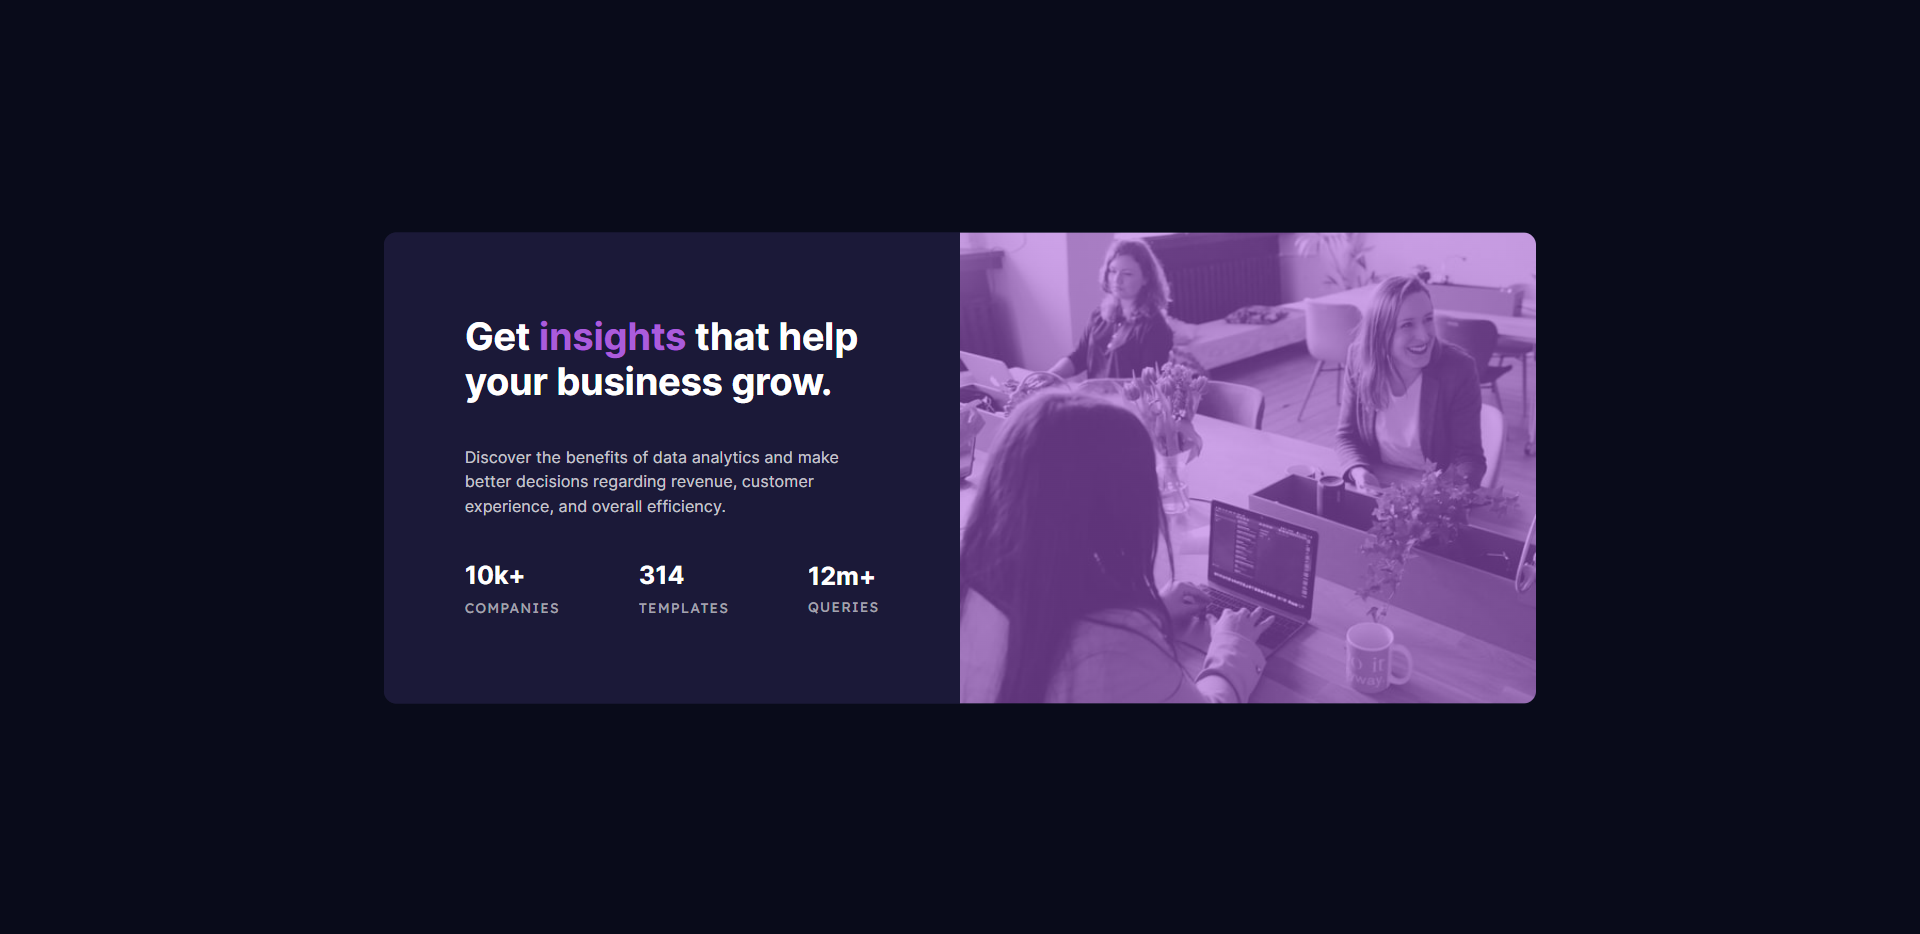 Get insights that help
your business grow.
Discover the benefits of data analytics and make
better decisions regarding revenue, customer
experience, and overall efficiency.
10k+ 314 12m+
COMPANIES TEMPLATES QUERIES